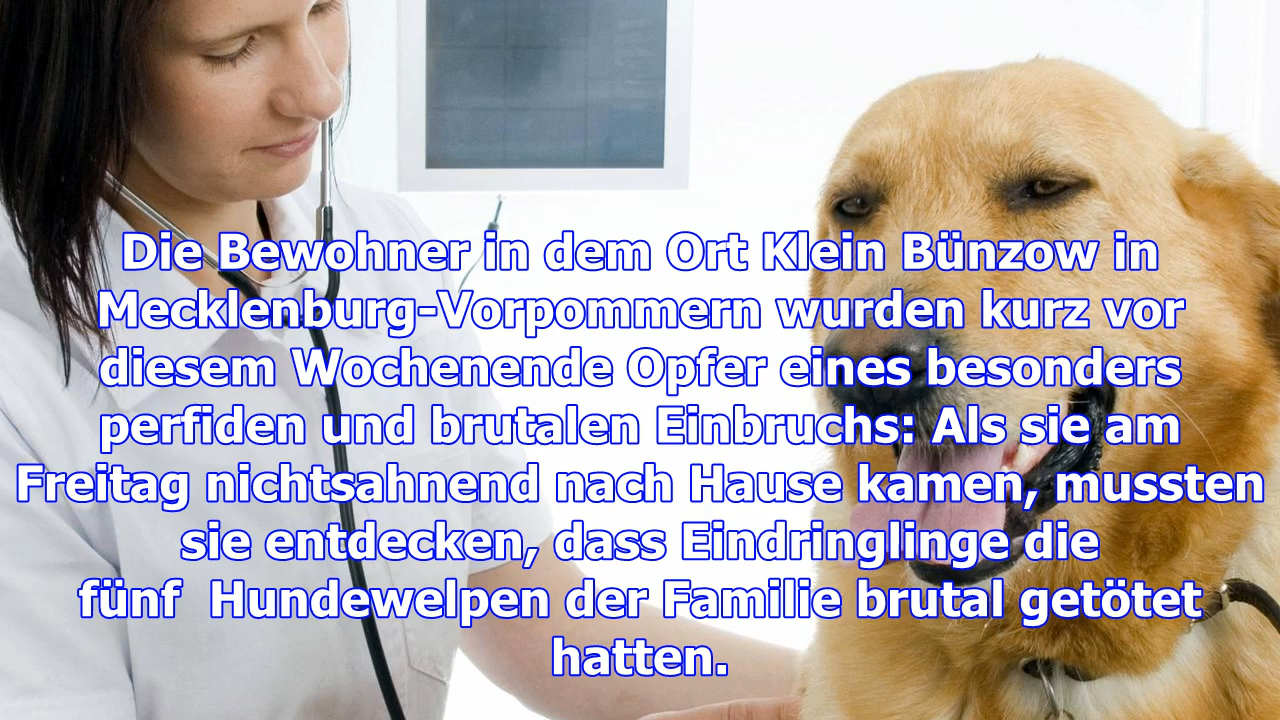 Die Bewohner in dem Ort Klein Bünzow in
Mecklenburg-Vorpommern wurden kurz vor
diesem Wochenende Opfer eines besonders
perfiden und brutalen Einbruchs: Als sie am
Freitag nichtsahnend nach Hause kamen, mussten
sie entdecken, dass Eindringlinge die
fünf  Hundewelpen der Familie brutal getötet
hatten.